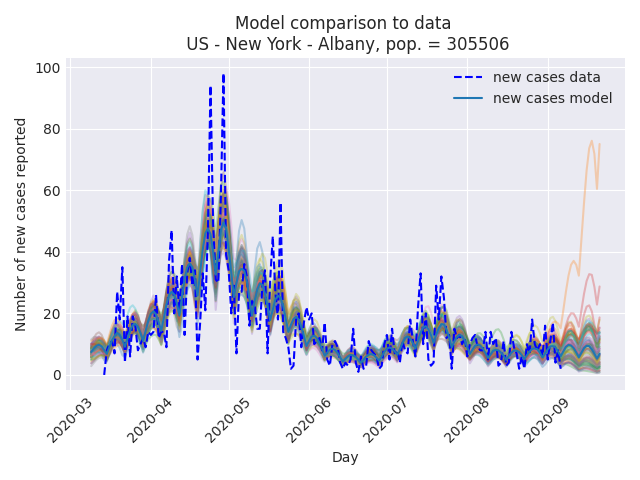 Model comparison to data
US - New York - Albany, pop. = 305506
new cases data
new cases model
Number of new cases reported
100
80
60
40
20
0
2020-03
2020-04
2020-05
2020-06
2020-07
2020-08
2020-09
Day